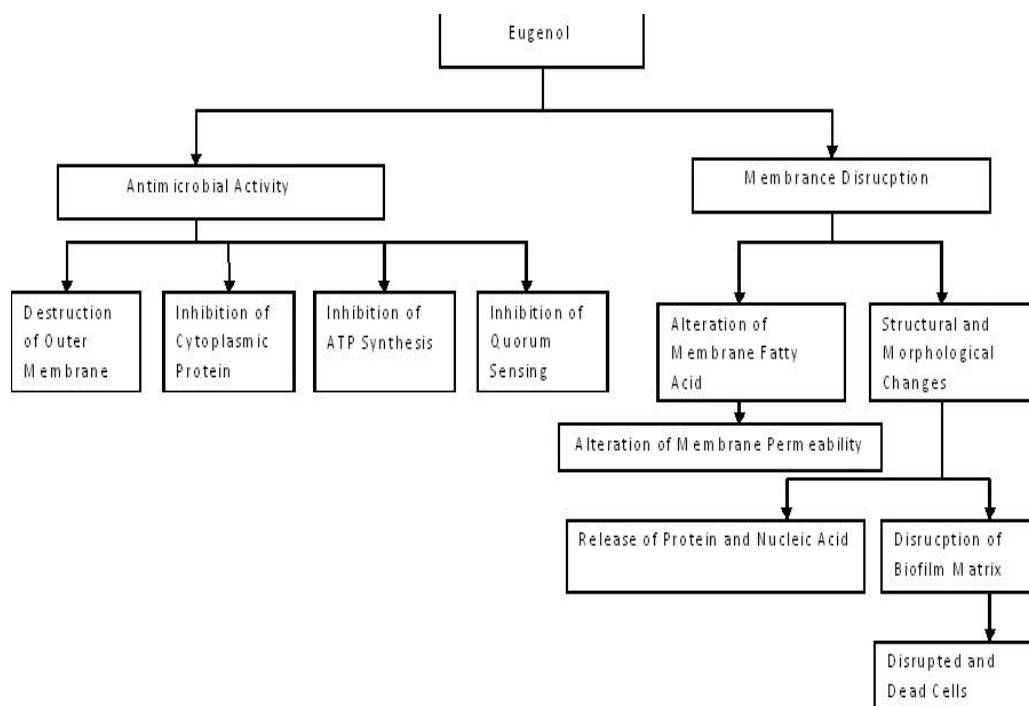 Eugenol
Antimicrobial Activity
Membrance Disrucption
Destruction
of Outer
Membrane
Inhibition of
Cytoplasmic
Protein
Inhibition of
ATP Synthesis
Inhibition of
Quorum
Sensing
Alteration of
Membrane Fatty
Acid
Structural and
Morphological
Changes
Alteration of Membrane Permeability
Release of Protein and Nucleic Acid
Disrucption of
Biofilm Matrix
Disrupted and
Dead Cells